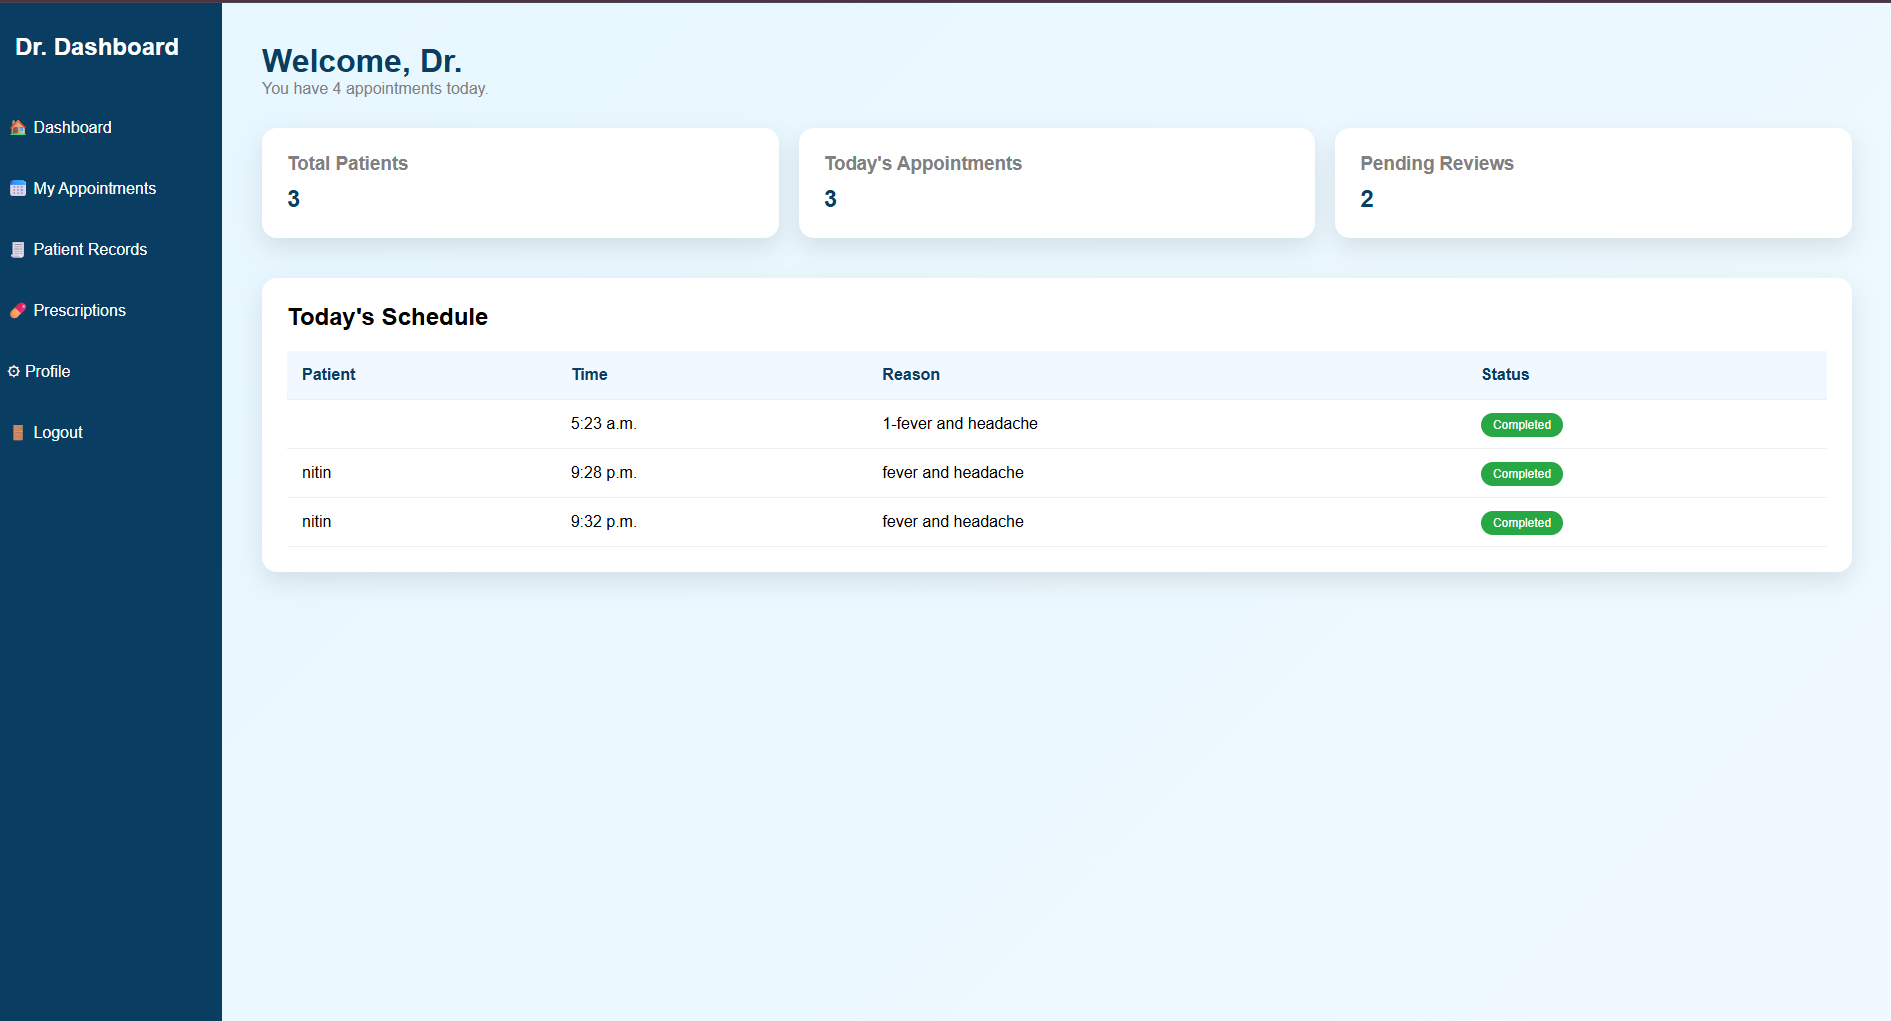 Dr. Dashboard
Dashboard
My Appointments
Patient Records
Prescriptions
Profile
Logout
Welcome, Dr.
You have 4 appointments today.
Total Patients
3
Today's Appointments
3
Pending Reviews
2
Today's Schedule
Patient Time Reason Status
5:23 a.m. 1-fever and headache Completed
nitin 9:28 p.m. fever and headache Completed
nitin 9:32 p.m. fever and headache Completed